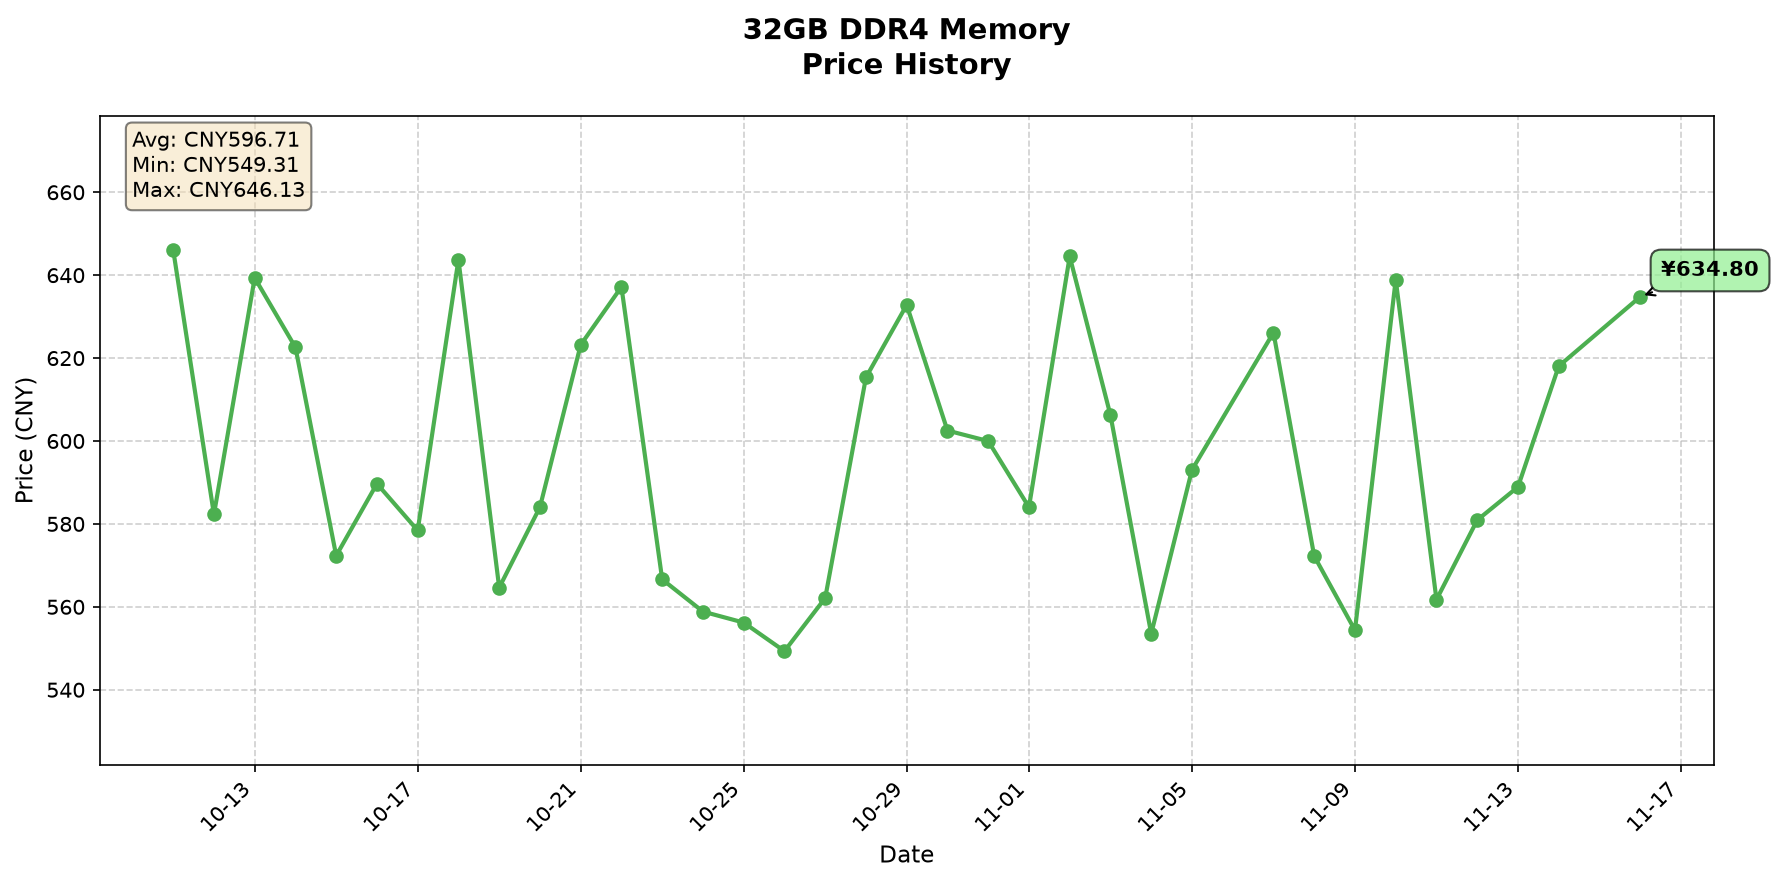 32GB DDR4 Memory
Price History
Avg: CNY596.71
Min: CNY549.31
Max: CNY646.13
¥634.80
Price (CNY)
660
640
620
600
580
560
540
10-13
10-17
10-21
10-25
10-29
11-01
11-05
11-09
11-13
11-17
Date